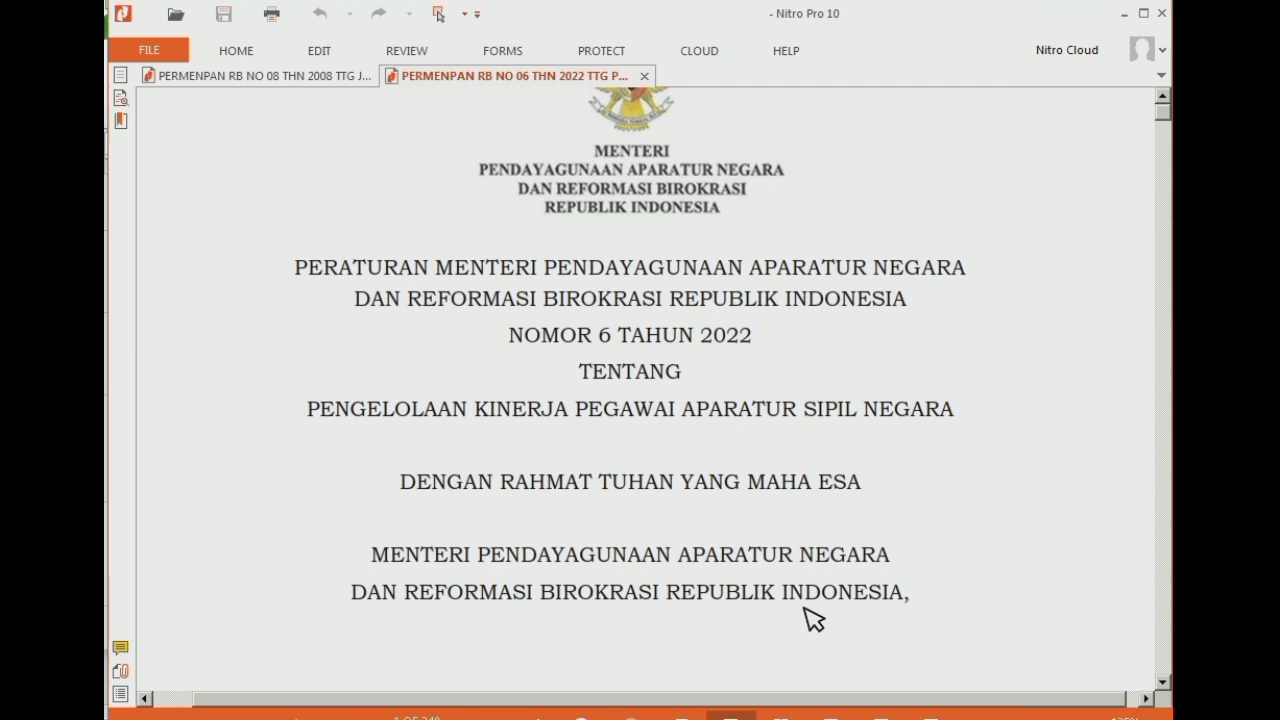 - Nitro Pro 10
FILE HOME EDIT REVIEW FORMS PROTECT CLOUD HELP Nitro Cloud
PERMENPAN RB NO 08 THN 2008 TTG J... PERMENPAN RB NO 06 THN 2022 TTG P...
MENTERI
PENDAYAGUNAAN APARATUR NEGARA
DAN REFORMASI BIROKRASI
REPUBLIK INDONESIA
PERATURAN MENTERI PENDAYAGUNAAN APARATUR NEGARA
DAN REFORMASI BIROKRASI REPUBLIK INDONESIA
NOMOR 6 TAHUN 2022
TENTANG
PENGELOLAAN KINERJA PEGAWAI APARATUR SIPIL NEGARA
DENGAN RAHMAT TUHAN YANG MAHA ESA
MENTERI PENDAYAGUNAAN APARATUR NEGARA
DAN REFORMASI BIROKRASI REPUBLIK INDONESIA,